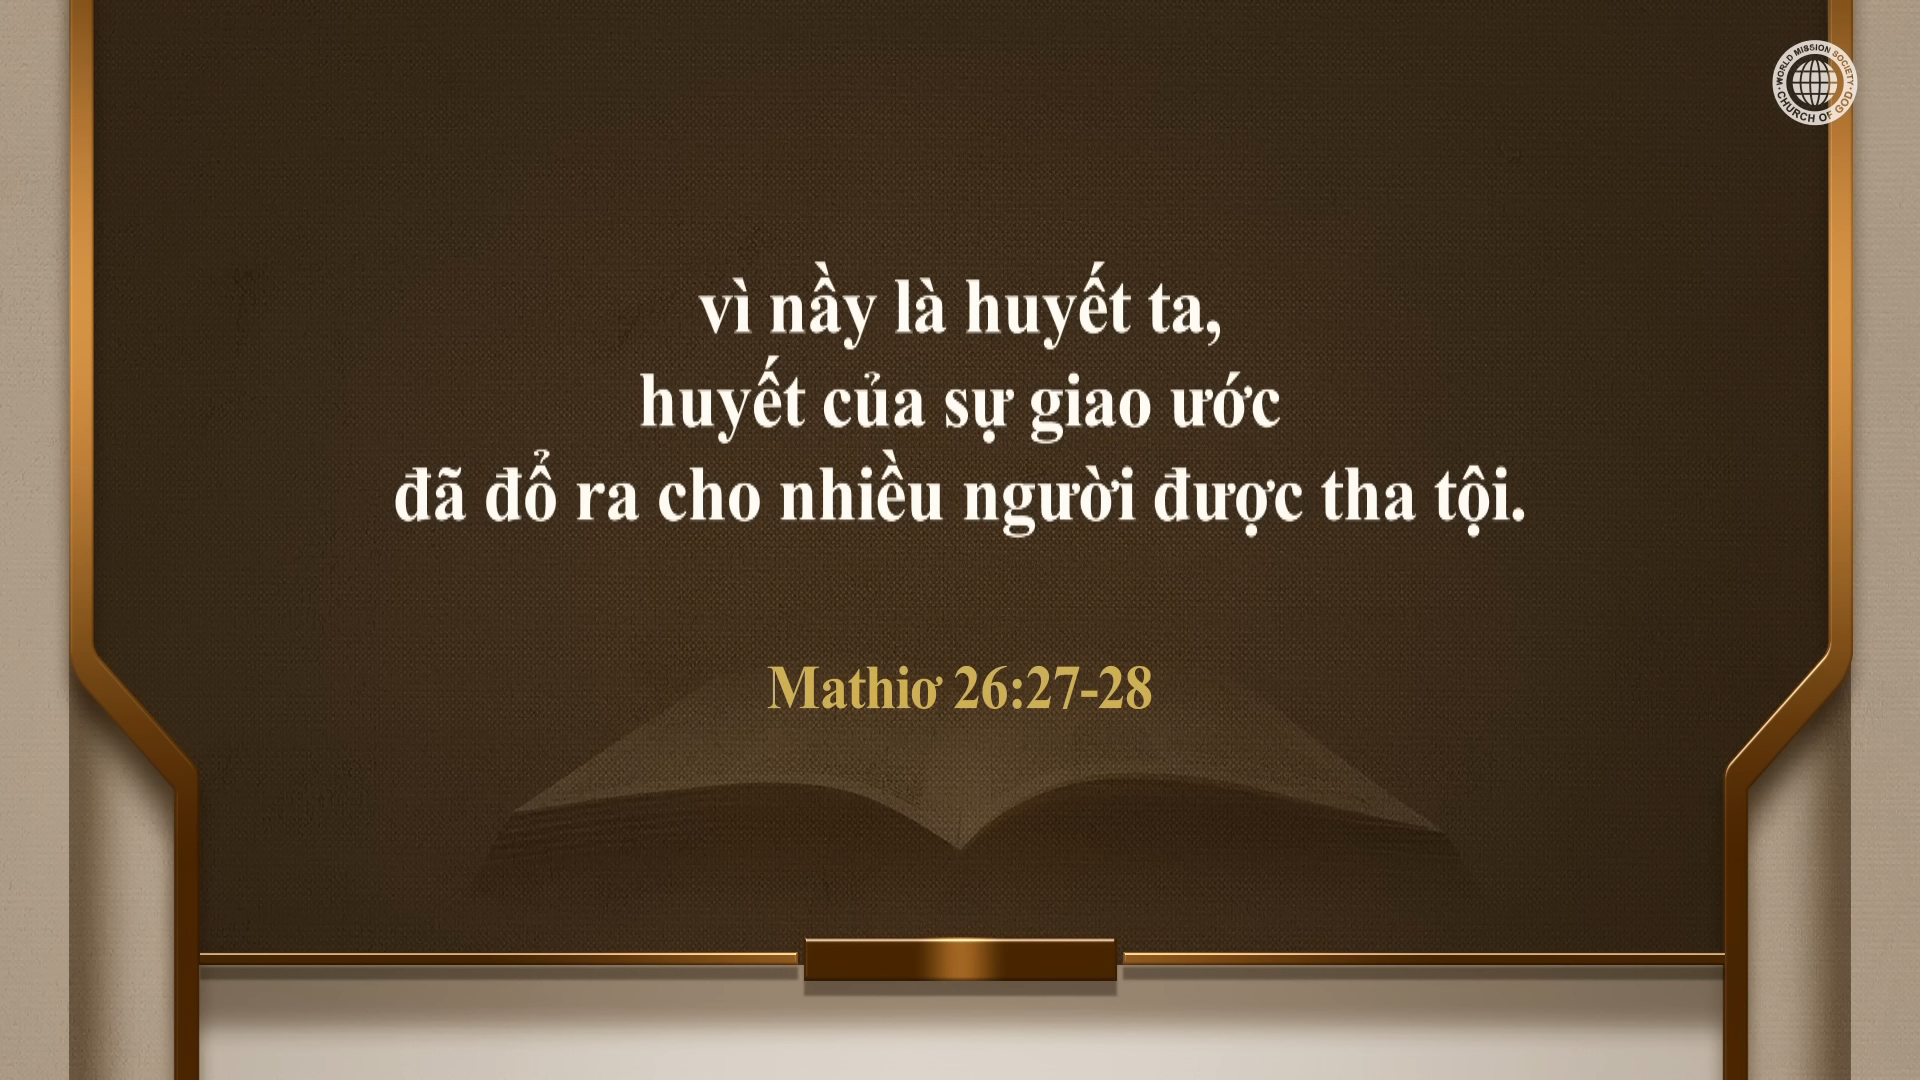 WORLD MISSION SOCIETY
CHURCH OF GOD
vì nầy là huyết ta,
huyết của sự giao ước
đã đổ ra cho nhiều người được tha tội.
Mathiơ 26:27-28